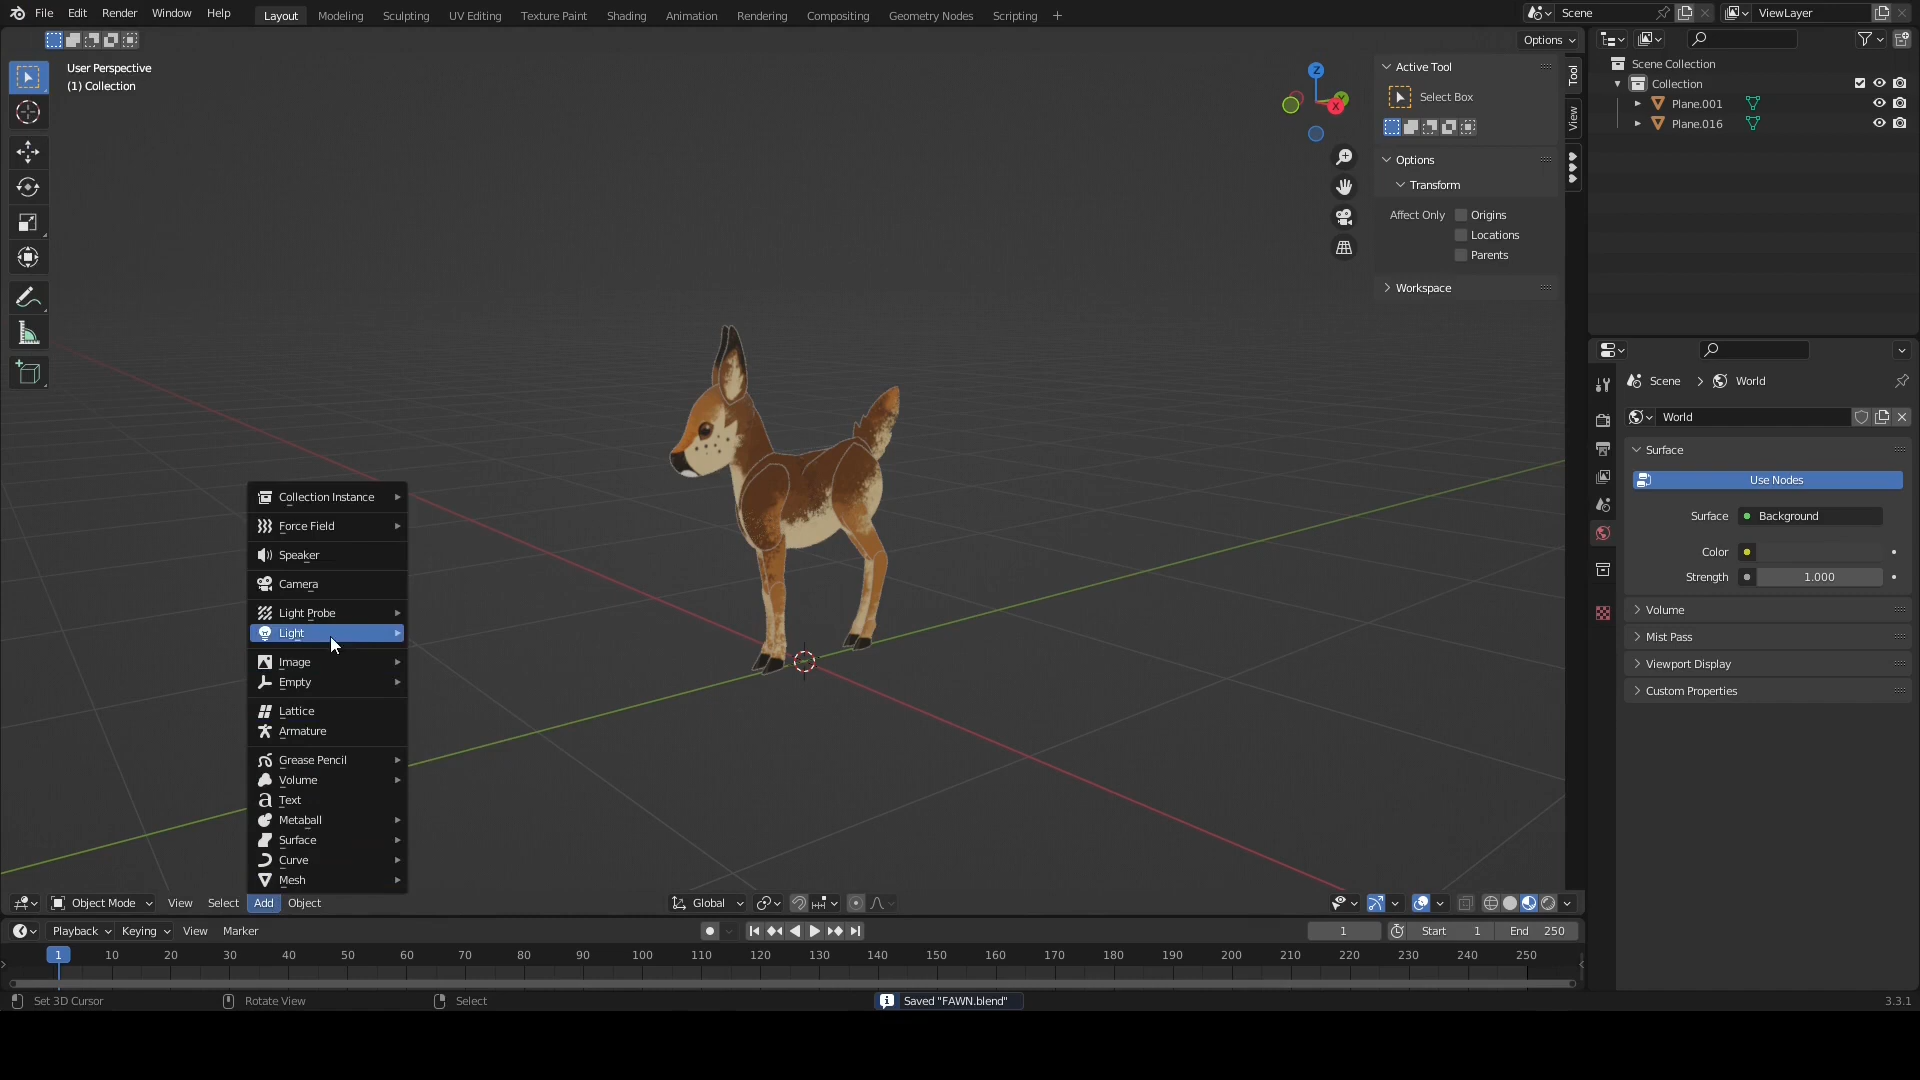 File Edit Render Window Help Layout Modeling Sculpting UV Editing Texture Paint Shading Animation Rendering Compositing Geometry Nodes Scripting + Scene ViewLayer
Options
User Perspective
(1) Collection
Z
Y
X
Active Tool
Select Box
Options
Transform
Affect Only Origins
Locations
Parents
Workspace
Tool
View
Scene Collection
Collection
Plane.001
Plane.016
Scene > World
World
Surface
Use Nodes
Surface Background
Color
Strength 1.000
Volume
Mist Pass
Viewport Display
Custom Properties
Collection Instance
Force Field
Speaker
Camera
Light Probe
Light
Image
Empty
Lattice
Armature
Grease Pencil
Volume
Text
Metaball
Surface
Curve
Mesh
Object Mode View Select Add Object Global
Playback Keying View Marker 1 Start 1 End 250
1 10 20 30 40 50 60 70 80 90 100 110 120 130 140 150 160 170 180 190 200 210 220 230 240 250
Set 3D Cursor Rotate View Select Saved "FAWN.blend" 3.3.1